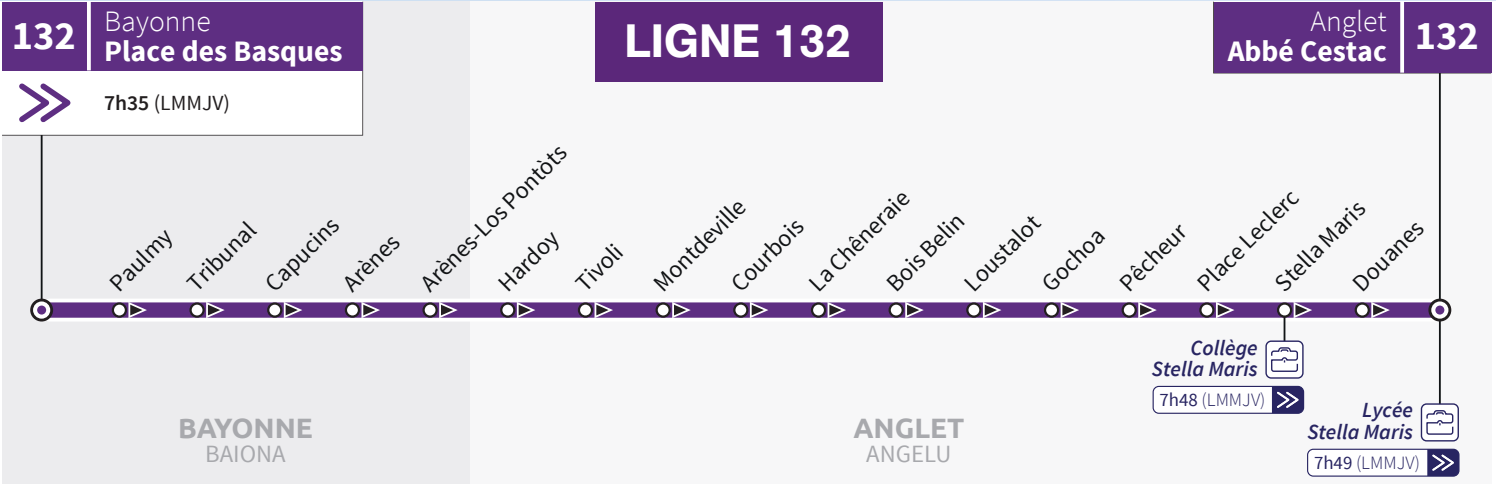 132
Bayonne
Place des Basques
7h35 (LMMJV)
LIGNE 132
Anglet
Abbé Cestac
132
Paulmy
Tribunal
Capucins
Arènes
Arènes-Los Pontòts
Hardoy
Tivoli
Montdeville
Courbois
La Chêneraie
Bois Belin
Loustalot
Gochoa
Pêcheur
Place Leclerc
Stella Maris
Douanes
Collège
Stella Maris
7h48 (LMMJV)
Lycée
Stella Maris
7h49 (LMMJV)
BAYONNE
BAIONA
ANGLET
ANGELU